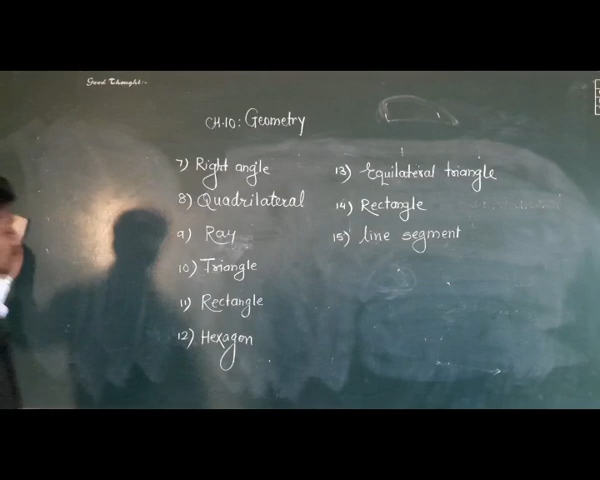 Good Thought:-
CH-10: Geometry
7) Right angle
8) Quadrilateral
9) Ray
10) Triangle
11) Rectangle
12) Hexagon
13) Equilateral triangle
14) Rectangle
15) line segment